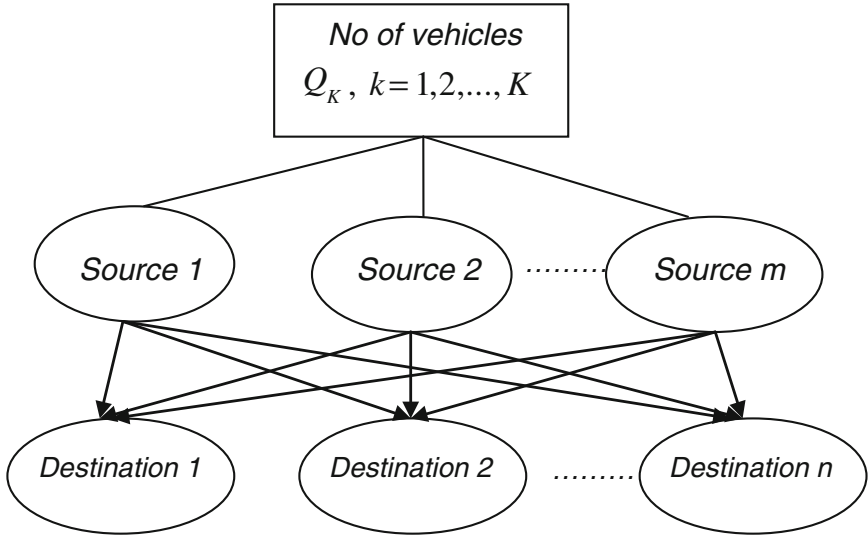 No of vehicles
Q_K , k = 1,2,..., K
Source 1
Source 2
.........
Source m
Destination 1
Destination 2
.........
Destination n